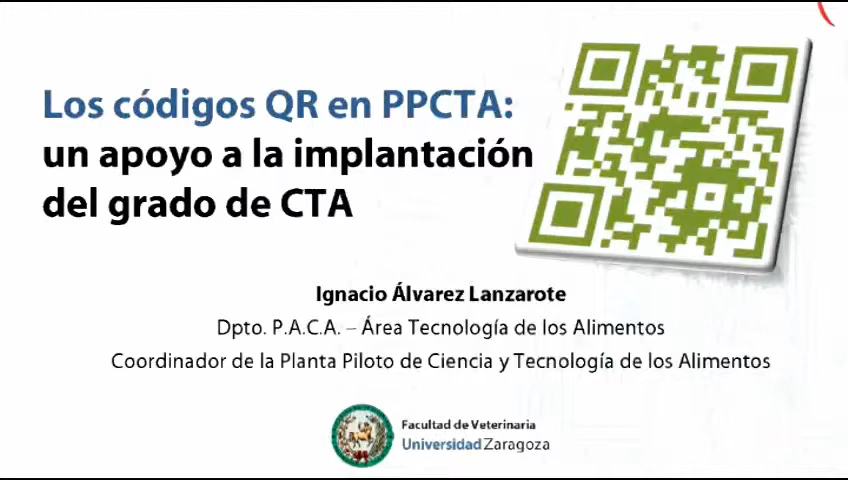 Los códigos QR en PPCTA:
un apoyo a la implantación
del grado de CTA
Ignacio Álvarez Lanzarote
Dpto. P.A.C.A. – Área Tecnología de los Alimentos
Coordinador de la Planta Piloto de Ciencia y Tecnología de los Alimentos
Facultad de Veterinaria
Universidad Zaragoza